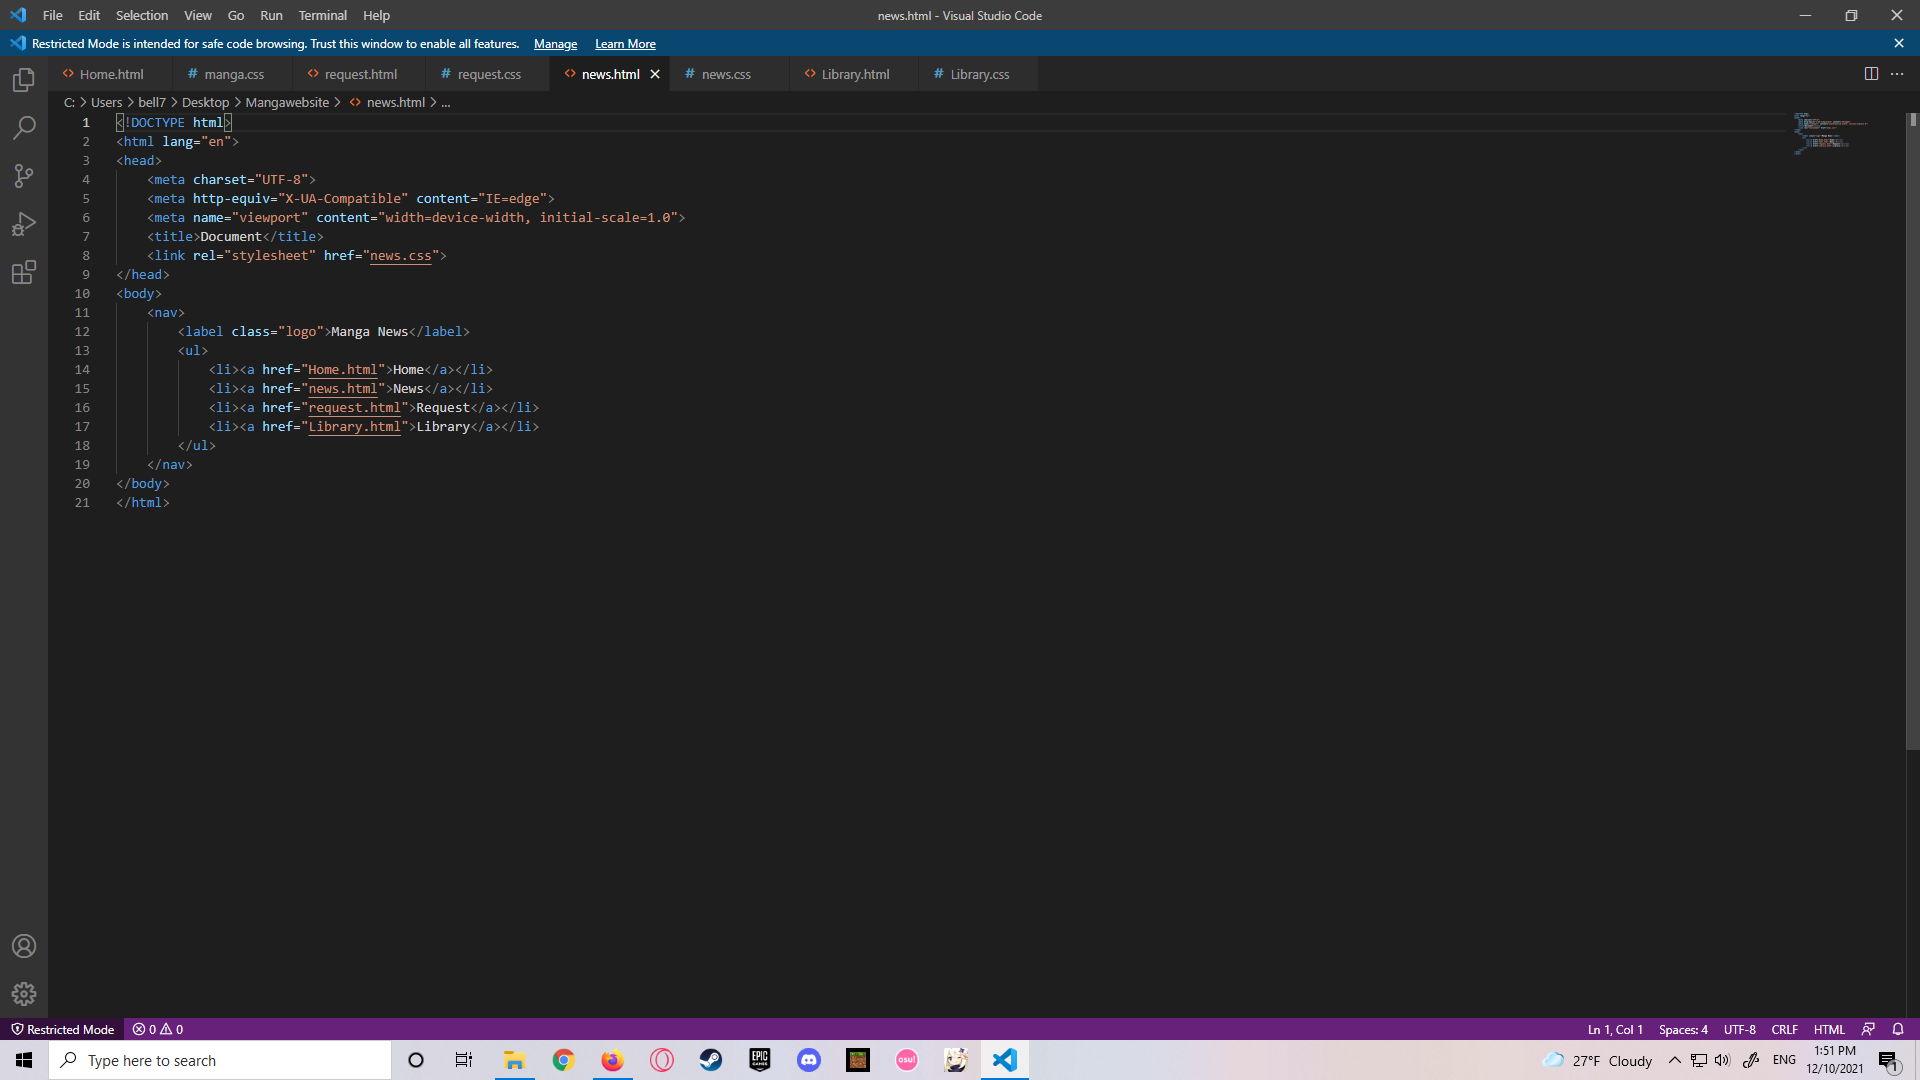 File Edit Selection View Go Run Terminal Help
news.html - Visual Studio Code
Restricted Mode is intended for safe code browsing. Trust this window to enable all features. Manage Learn More
Home.html manga.css request.html request.css news.html news.css Library.html Library.css
C: > Users > bell7 > Desktop > Mangawebsite > news.html > ...
1 <!DOCTYPE html>
2 <html lang="en">
3 <head>
4 <meta charset="UTF-8">
5 <meta http-equiv="X-UA-Compatible" content="IE=edge">
6 <meta name="viewport" content="width=device-width, initial-scale=1.0">
7 <title>Document</title>
8 <link rel="stylesheet" href="news.css">
9 </head>
10 <body>
11 <nav>
12 <label class="logo">Manga News</label>
13 <ul>
14 <li><a href="Home.html">Home</a></li>
15 <li><a href="news.html">News</a></li>
16 <li><a href="request.html">Request</a></li>
17 <li><a href="Library.html">Library</a></li>
18 </ul>
19 </nav>
20 </body>
21 </html>
Restricted Mode 0 0
Ln 1, Col 1 Spaces: 4 UTF-8 CRLF HTML
Type here to search
EPIC GAMES
osu!
27°F Cloudy
ENG
1:51 PM
12/10/2021
1